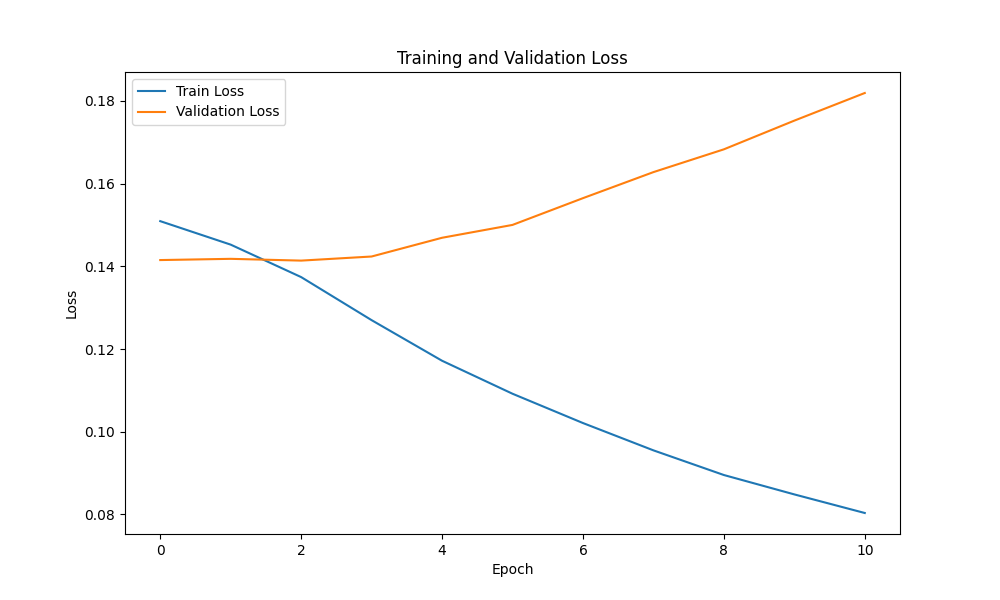 Training and Validation Loss
Train Loss
Validation Loss
0.18
0.16
0.14
0.12
0.10
0.08
Loss
0 2 4 6 8 10
Epoch